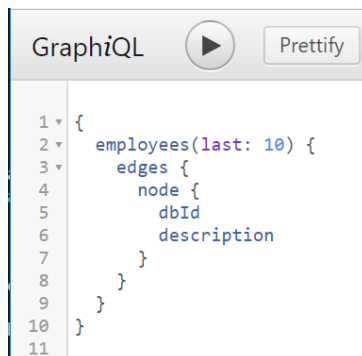 GraphiQL Prettify
1 {
2 employees(last: 10) {
3 edges {
4 node {
5 dbId
6 description
7 }
8 }
9 }
10 }
11